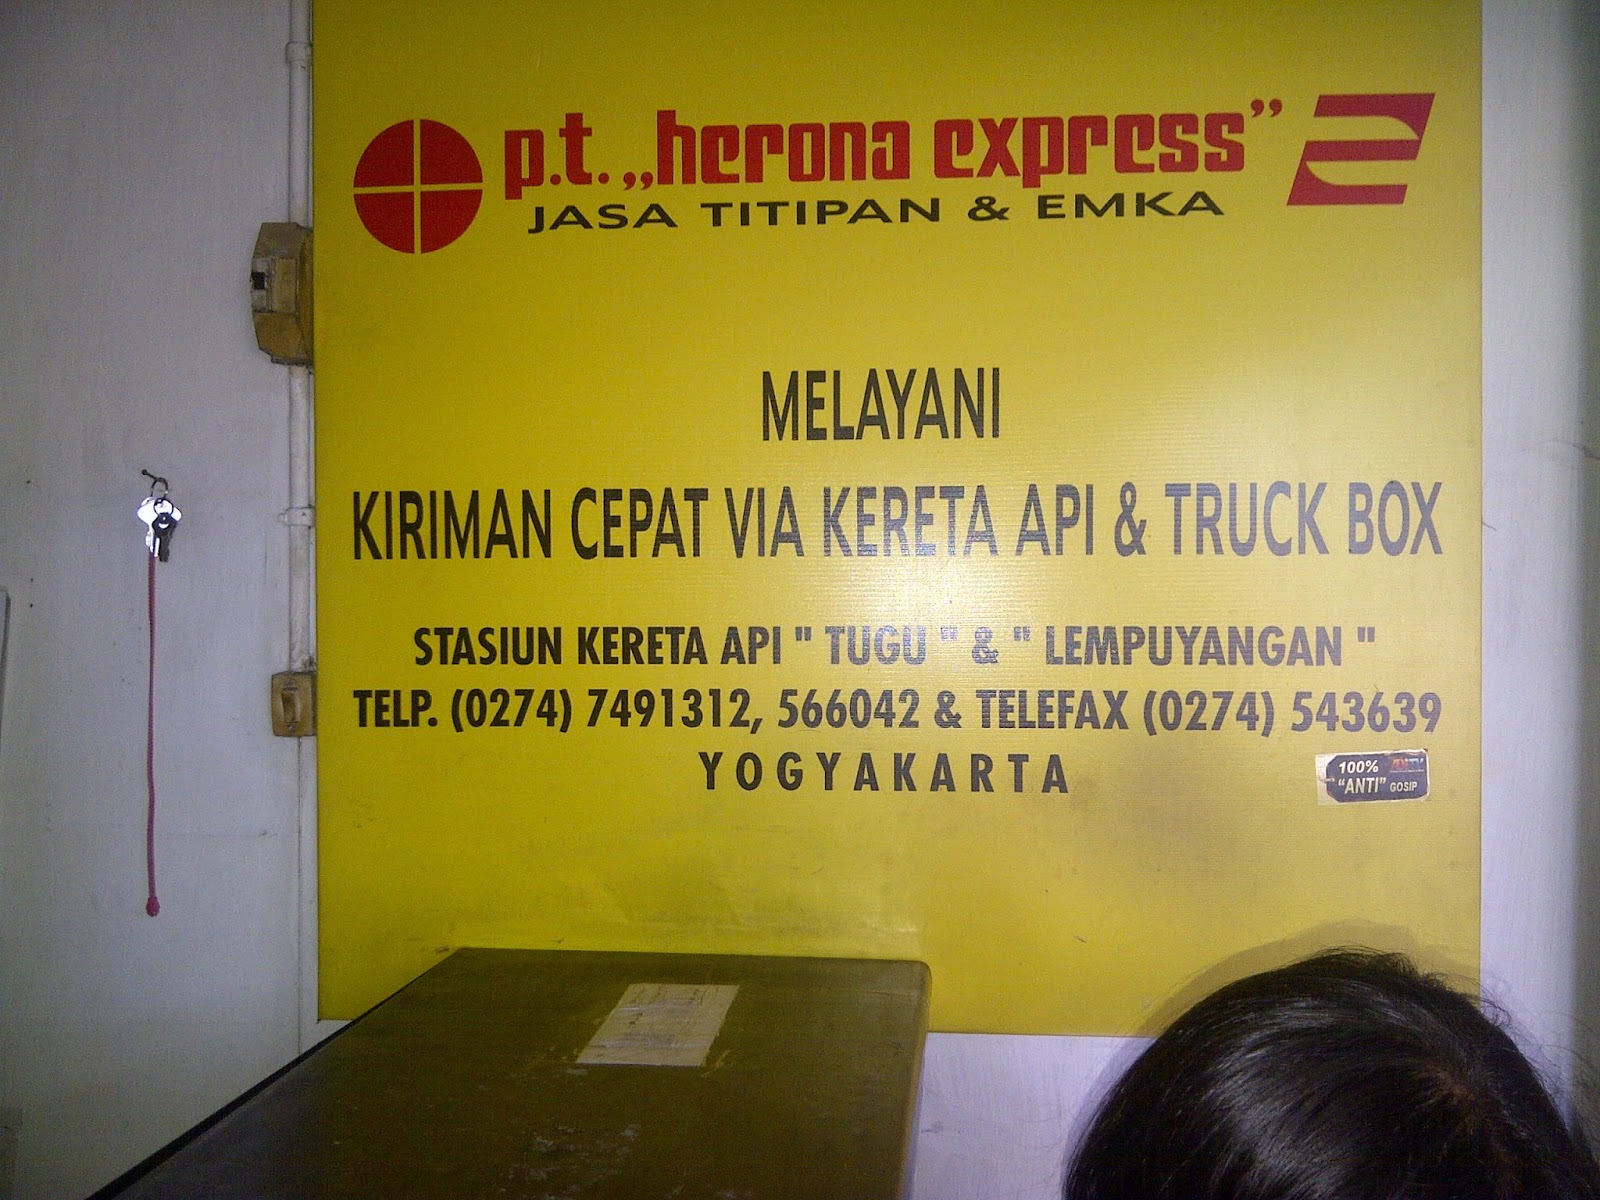 p.t. „herona express”
JASA TITIPAN & EMKA
MELAYANI
KIRIMAN CEPAT VIA KERETA API & TRUCK BOX
STASIUN KERETA API " TUGU " & " LEMPUYANGAN "
TELP. (0274) 7491312, 566042 & TELEFAX (0274) 543639
YOGYAKARTA
100%
“ANTI” GOSIP